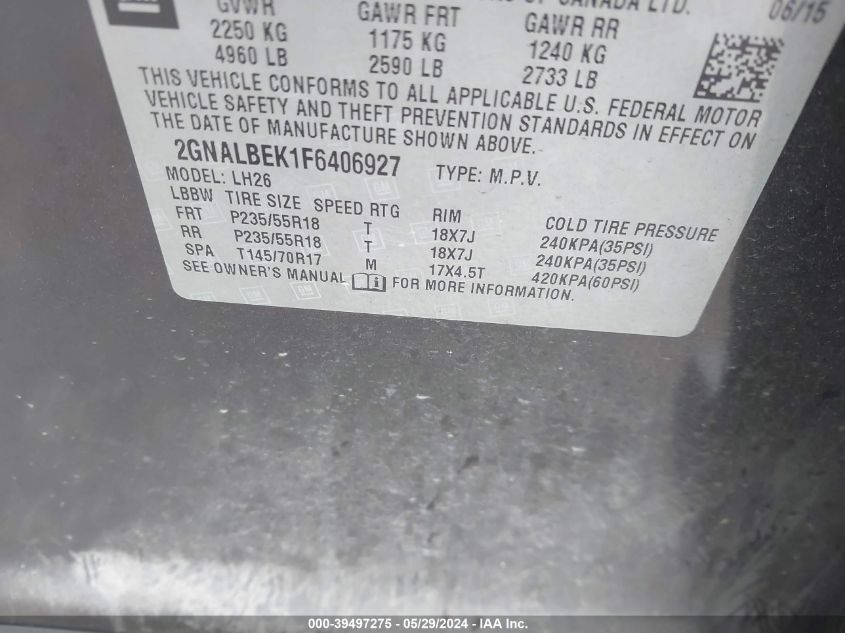 OF CANADA LTD.
06/15
GVWR GAWR FRT GAWR RR
2250 KG 1175 KG 1240 KG
4960 LB 2590 LB 2733 LB
THIS VEHICLE CONFORMS TO ALL APPLICABLE U.S. FEDERAL MOTOR
VEHICLE SAFETY AND THEFT PREVENTION STANDARDS IN EFFECT ON
THE DATE OF MANUFACTURE SHOWN ABOVE.
2GNALBEK1F6406927 TYPE: M.P.V.
MODEL: LH26
LBBW TIRE SIZE SPEED RTG RIM COLD TIRE PRESSURE
FRT P235/55R18 T 18X7J 240KPA(35PSI)
RR P235/55R18 T 18X7J 240KPA(35PSI)
SPA T145/70R17 M 17X4.5T 420KPA(60PSI)
SEE OWNER'S MANUAL FOR MORE INFORMATION.
000-39497275 - 05/29/2024 - IAA Inc.